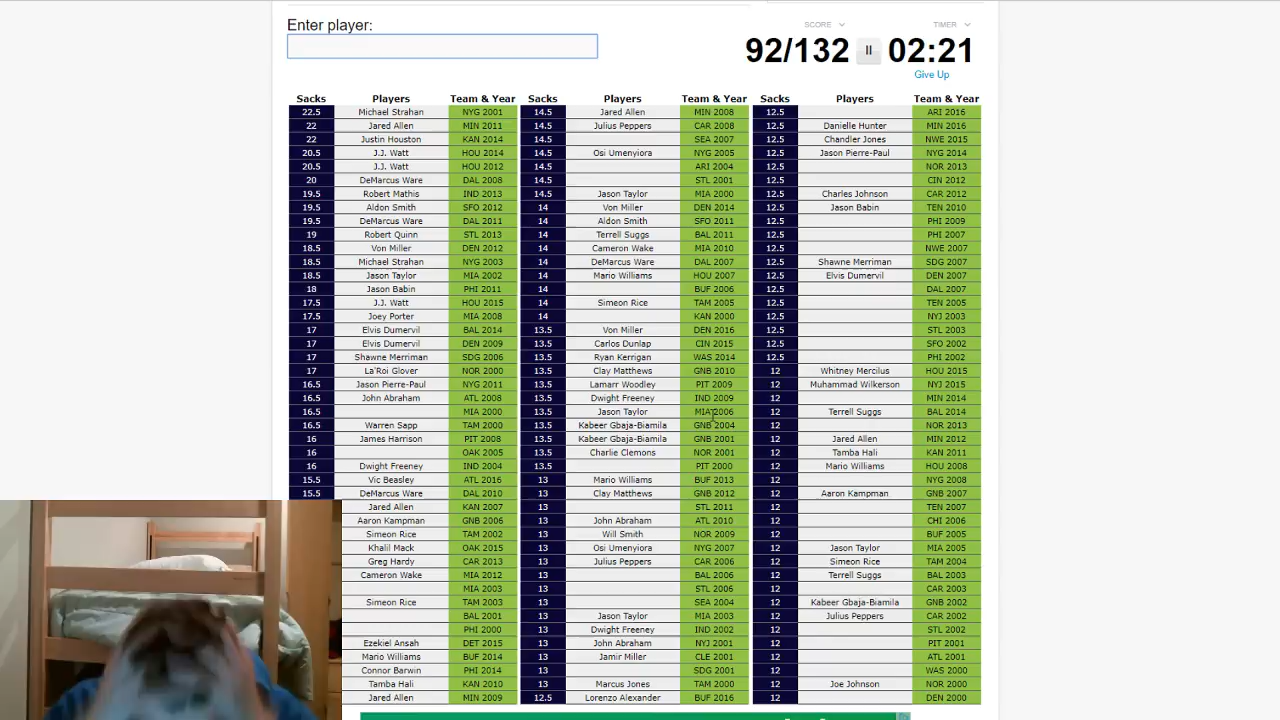 Enter player:
SCORE
TIMER
92/132
02:21
Give Up
Sacks Players Team & Year Sacks Players Team & Year Sacks Players Team & Year
22.5 Michael Strahan NYG 2001 14.5 Jared Allen MIN 2008 12.5 ARI 2016
22 Jared Allen MIN 2011 14.5 Julius Peppers CAR 2008 12.5 Danielle Hunter MIN 2016
22 Justin Houston KAN 2014 14.5 SEA 2007 12.5 Chandler Jones NWE 2015
20.5 J.J. Watt HOU 2014 14.5 Osi Umenyiora NYG 2005 12.5 Jason Pierre-Paul NYG 2014
20.5 J.J. Watt HOU 2012 14.5 ARI 2004 12.5 NOR 2013
20 DeMarcus Ware DAL 2008 14.5 STL 2001 12.5 CIN 2012
19.5 Robert Mathis IND 2013 14.5 Jason Taylor MIA 2000 12.5 Charles Johnson CAR 2012
19.5 Aldon Smith SFO 2012 14 Von Miller DEN 2014 12.5 Jason Babin TEN 2010
19.5 DeMarcus Ware DAL 2011 14 Aldon Smith SFO 2011 12.5 PHI 2009
19 Robert Quinn STL 2013 14 Terrell Suggs BAL 2011 12.5 PHI 2007
18.5 Von Miller DEN 2012 14 Cameron Wake MIA 2010 12.5 NWE 2007
18.5 Michael Strahan NYG 2003 14 DeMarcus Ware DAL 2007 12.5 Shawne Merriman SDG 2007
18.5 Jason Taylor MIA 2002 14 Mario Williams HOU 2007 12.5 Elvis Dumervil DEN 2007
18 Jason Babin PHI 2011 14 BUF 2006 12.5 DAL 2007
17.5 J.J. Watt HOU 2015 14 Simeon Rice TAM 2005 12.5 TEN 2005
17.5 Joey Porter MIA 2008 14 KAN 2000 12.5 NYJ 2003
17 Elvis Dumervil BAL 2014 13.5 Von Miller DEN 2016 12.5 STL 2003
17 Elvis Dumervil DEN 2009 13.5 Carlos Dunlap CIN 2015 12.5 SFO 2002
17 Shawne Merriman SDG 2006 13.5 Ryan Kerrigan WAS 2014 12.5 PHI 2002
17 La'Roi Glover NOR 2000 13.5 Clay Matthews GNB 2010 12 Whitney Mercilus HOU 2015
16.5 Jason Pierre-Paul NYG 2011 13.5 Lamarr Woodley PIT 2009 12 Muhammad Wilkerson NYJ 2015
16.5 John Abraham ATL 2008 13.5 Dwight Freeney IND 2009 12 MIN 2014
16.5 MIA 2000 13.5 Jason Taylor MIA 2006 12 Terrell Suggs BAL 2014
16.5 Warren Sapp TAM 2000 13.5 Kabeer Gbaja-Biamila GNB 2004 12 NOR 2013
16 James Harrison PIT 2008 13.5 Kabeer Gbaja-Biamila GNB 2001 12 Jared Allen MIN 2012
16 OAK 2005 13.5 Charlie Clemons NOR 2001 12 Tamba Hali KAN 2011
16 Dwight Freeney IND 2004 13.5 PIT 2000 12 Mario Williams HOU 2008
15.5 Vic Beasley ATL 2016 13 Mario Williams BUF 2013 12 NYG 2008
15.5 DeMarcus Ware DAL 2010 13 Clay Matthews GNB 2012 12 Aaron Kampman GNB 2007
Jared Allen KAN 2007 13 STL 2011 12 TEN 2007
Aaron Kampman GNB 2006 13 John Abraham ATL 2010 12 CHI 2006
Simeon Rice TAM 2002 13 Will Smith NOR 2009 12 BUF 2005
Khalil Mack OAK 2015 13 Osi Umenyiora NYG 2007 12 Jason Taylor MIA 2005
Greg Hardy CAR 2013 13 Julius Peppers CAR 2006 12 Simeon Rice TAM 2004
Cameron Wake MIA 2012 13 BAL 2006 12 Terrell Suggs BAL 2003
MIA 2003 13 STL 2006 12 CAR 2003
Simeon Rice TAM 2003 13 SEA 2004 12 Kabeer Gbaja-Biamila GNB 2002
BAL 2001 13 Jason Taylor MIA 2003 12 Julius Peppers CAR 2002
PHI 2000 13 Dwight Freeney IND 2002 12 STL 2002
Ezekiel Ansah DET 2015 13 John Abraham NYJ 2001 12 PIT 2001
Mario Williams BUF 2014 13 Jamir Miller CLE 2001 12 ATL 2001
Connor Barwin PHI 2014 13 SDG 2001 12 WAS 2000
Tamba Hali KAN 2010 13 Marcus Jones TAM 2000 12 Joe Johnson NOR 2000
Jared Allen MIN 2009 12.5 Lorenzo Alexander BUF 2016 12 DEN 2000